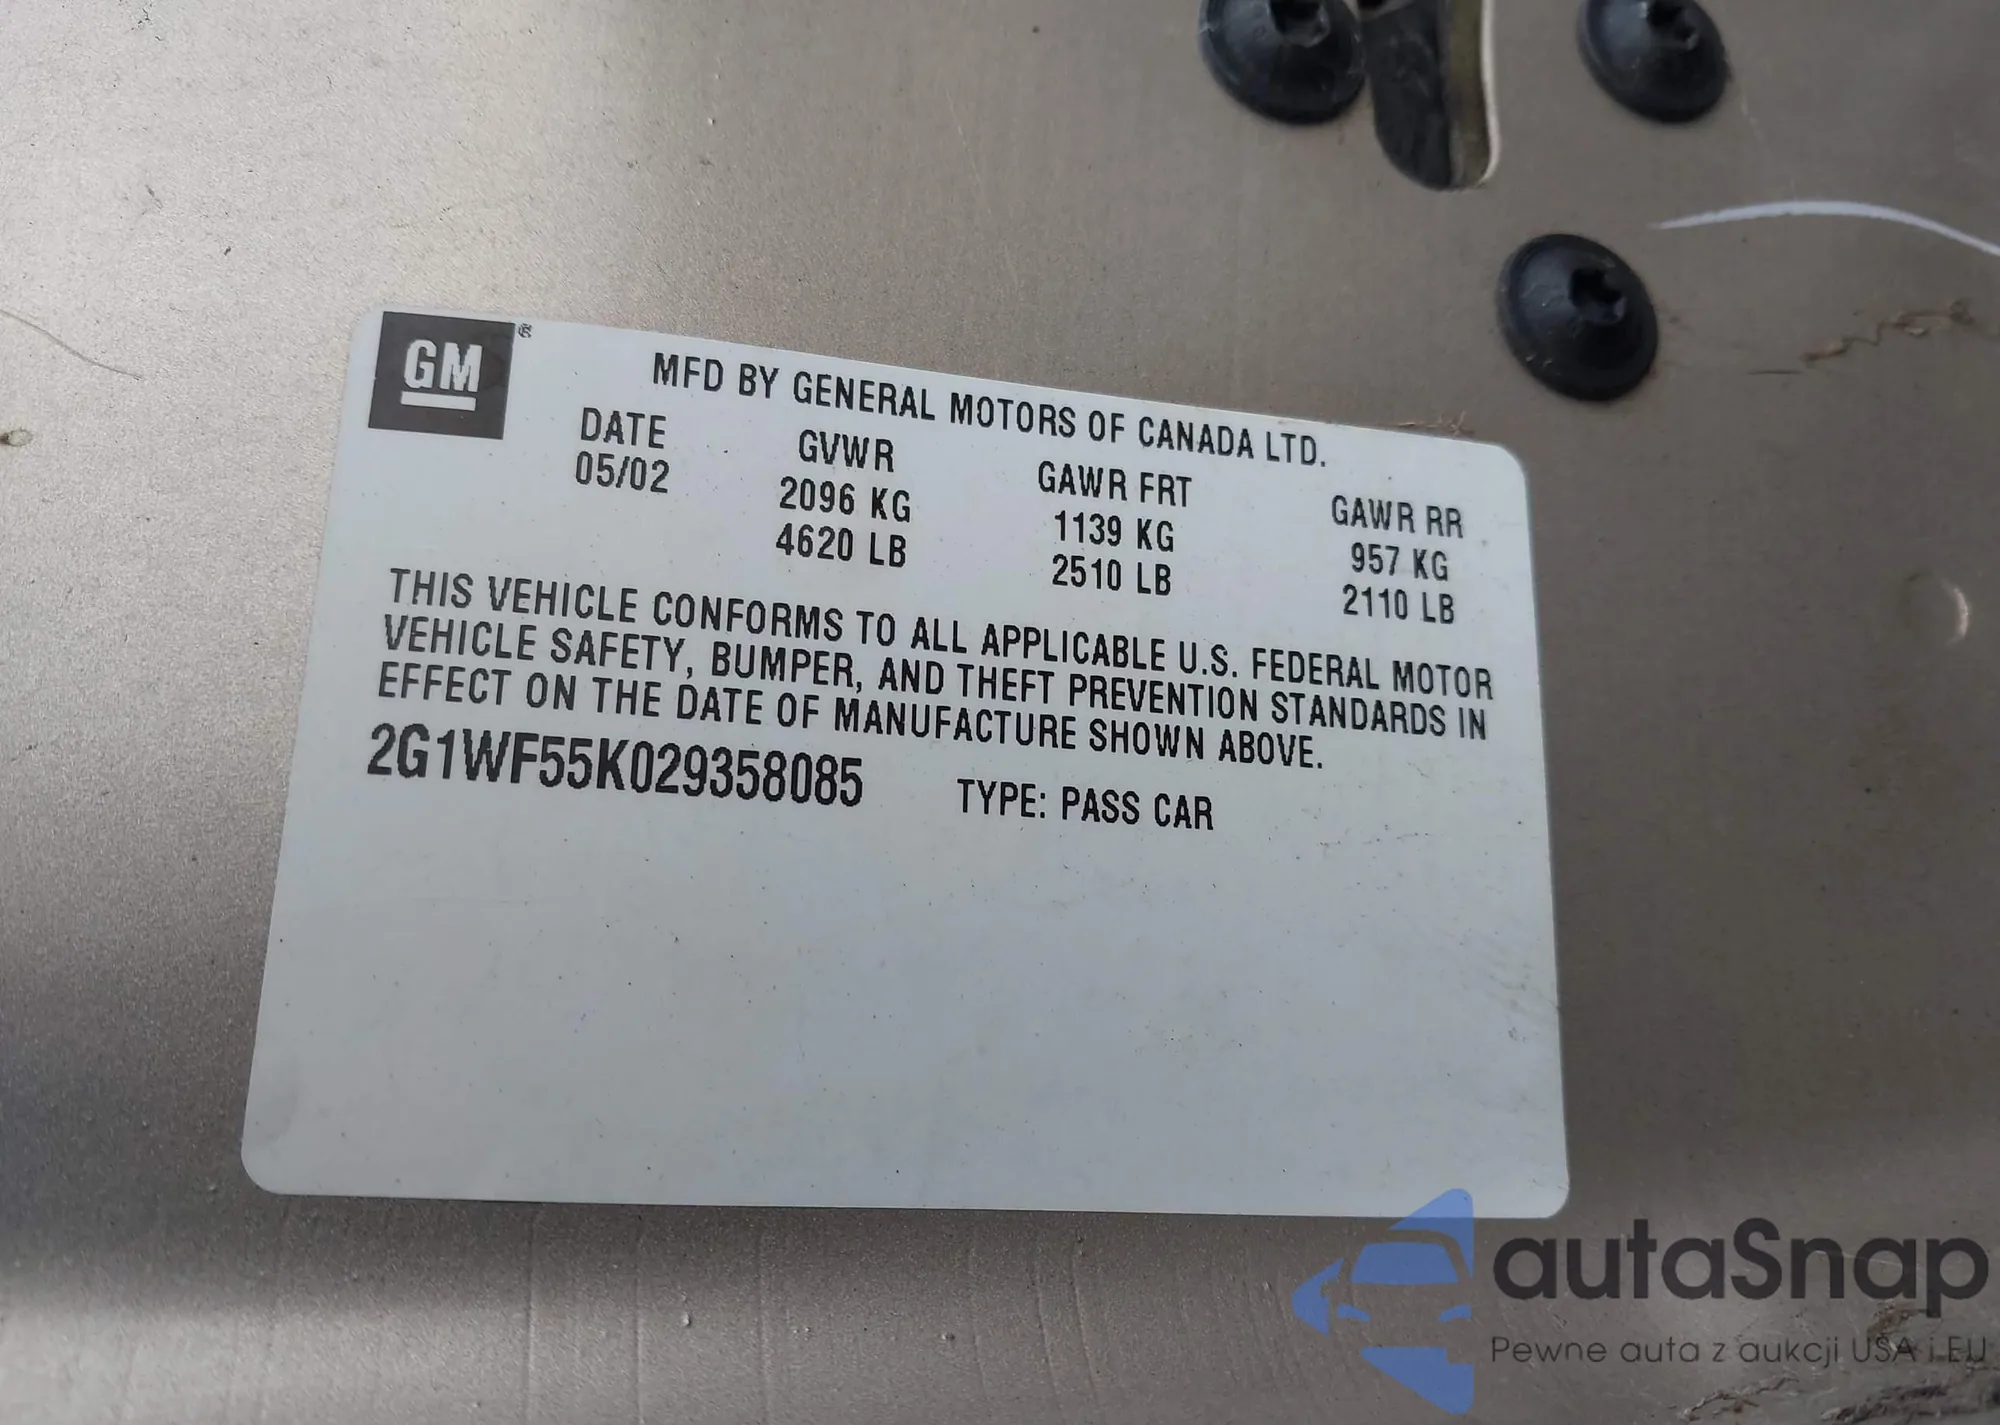 GM ®
MFD BY GENERAL MOTORS OF CANADA LTD.
DATE GVWR GAWR FRT GAWR RR
05/02 2096 KG 1139 KG 957 KG
4620 LB 2510 LB 2110 LB
THIS VEHICLE CONFORMS TO ALL APPLICABLE U.S. FEDERAL MOTOR
VEHICLE SAFETY, BUMPER, AND THEFT PREVENTION STANDARDS IN
EFFECT ON THE DATE OF MANUFACTURE SHOWN ABOVE.
2G1WF55K029358085 TYPE: PASS CAR
autaSnap
Pewne auta z aukcji USA i EU